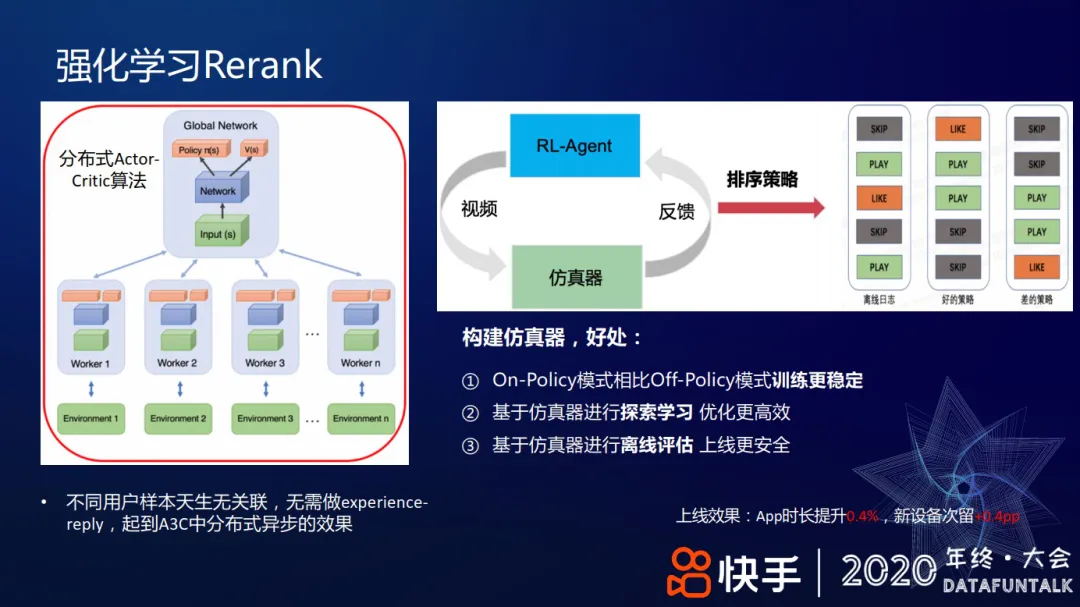 强化学习Rerank
分布式Actor-
Critic算法
Global Network
Policy π(s)
V(s)
Network
Input (s)
Worker 1
Worker 2
Worker 3
...
Worker n
Environment 1
Environment 2
Environment 3
...
Environment n
• 不同用户样本天生无关联，无需做experience-
reply，起到A3C中分布式异步的效果
RL-Agent
视频
反馈
仿真器
排序策略
SKIP
PLAY
LIKE
SKIP
PLAY
离线日志
LIKE
PLAY
PLAY
SKIP
SKIP
好的策略
SKIP
SKIP
PLAY
PLAY
LIKE
差的策略
构建仿真器，好处：
① On-Policy模式相比Off-Policy模式训练更稳定
② 基于仿真器进行探索学习 优化更高效
③ 基于仿真器进行离线评估 上线更安全
上线效果：App时长提升0.4%，新设备次留+0.4pp
快手
2020 年终·大会
DATAFUNTALK